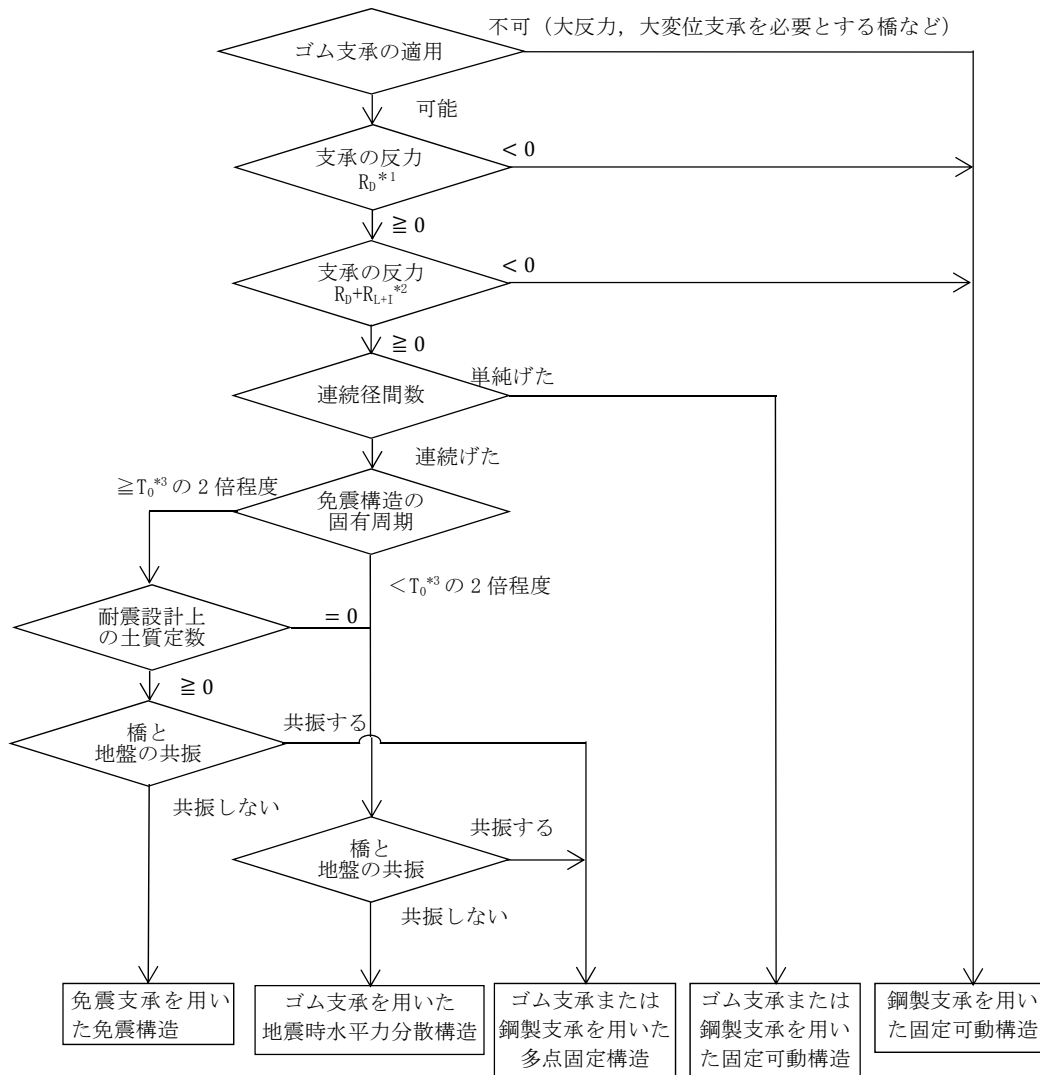 不可（大反力，大変位支承を必要とする橋など）
ゴム支承の適用
可能
支承の反力
R_D*1
＜0
≧0
支承の反力
R_D+R_{L+I}*2
＜0
≧0
連続径間数
単純げた
連続げた
≧T_0*3 の 2 倍程度
免震構造の
固有周期
＜T_0*3 の 2 倍程度
耐震設計上
の土質定数
＝0
≧0
橋と
地盤の共振
共振する
共振しない
橋と
地盤の共振
共振する
共振しない
免震支承を用い
た免震構造
ゴム支承を用いた
地震時水平力分散構造
ゴム支承または
鋼製支承を用いた
多点固定構造
ゴム支承または
鋼製支承を用い
た固定可動構造
鋼製支承を用い
た固定可動構造